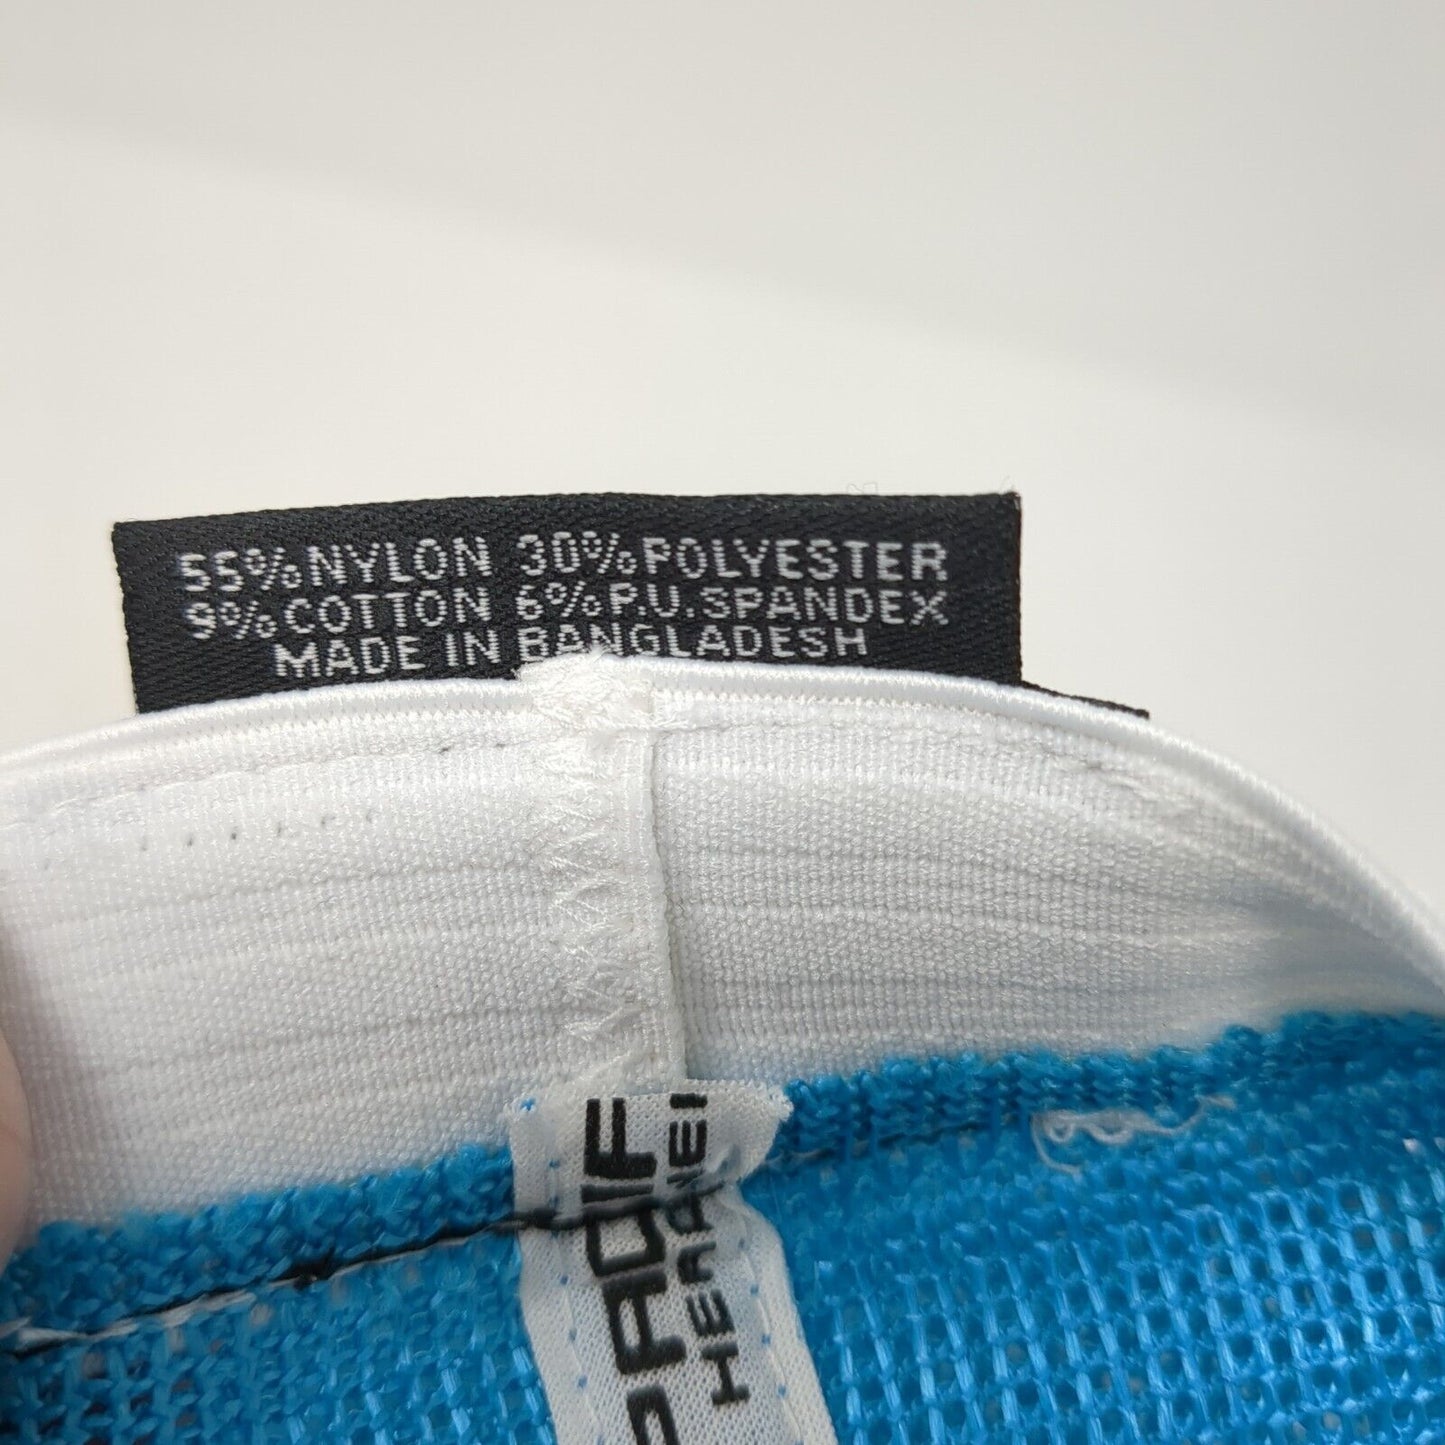 55% NYLON 30% POLYESTER
9% COTTON 6% P.U.SPANDEX
MADE IN BANGLADESH